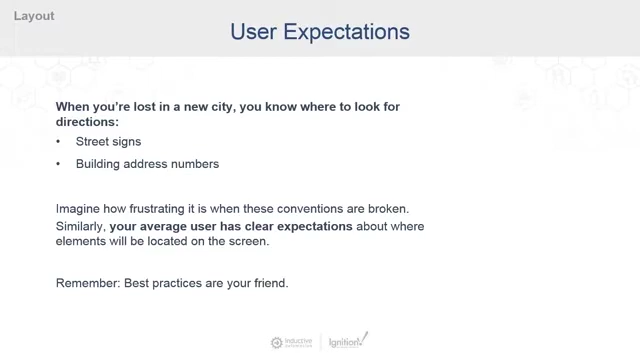 Layout
User Expectations
When you're lost in a new city, you know where to look for
directions:
• Street signs
• Building address numbers
Imagine how frustrating it is when these conventions are broken.
Similarly, your average user has clear expectations about where
elements will be located on the screen.
Remember: Best practices are your friend.
inductive automation
Ignition